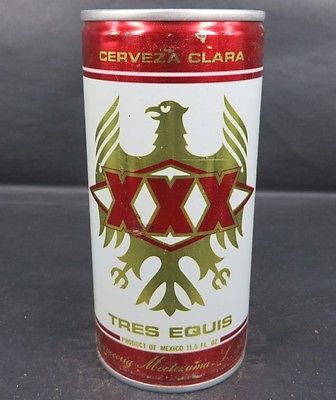 CERVEZA CLARA
XXX
TRES EQUIS
PRODUCT OF MEXICO 11.5 FL. OZ
Moctezuma